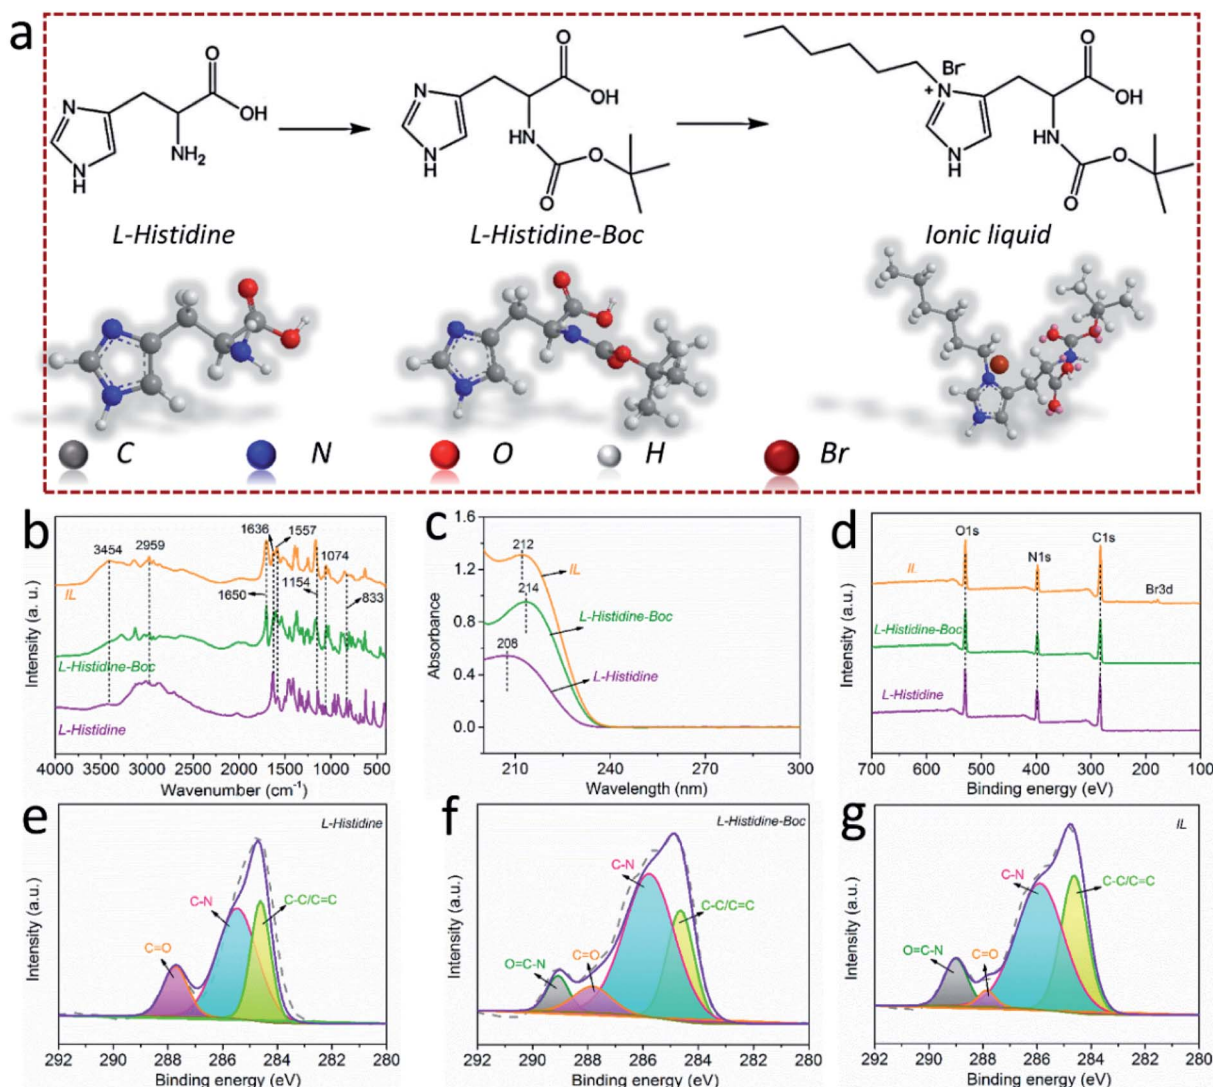 a
N
N
H
NH₂
O
OH
N
N
H
NH
O
OH
O
O
Br⁻
N
+
N
H
NH
O
OH
O
O
L-Histidine
L-Histidine-Boc
Ionic liquid
C
N
O
H
Br
b
Intensity (a. u.)
3454
2959
1636
1557
1074
1650
1154
833
IL
L-Histidine-Boc
L-Histidine
4000 3500 3000 2500 2000 1500 1000 500
Wavenumber (cm⁻¹)
c
Absorbance
1.6
1.2
0.8
0.4
0.0
212
214
208
IL
L-Histidine-Boc
L-Histidine
210 240 270 300
Wavelength (nm)
d
Intensity (a.u.)
O1s
N1s
C1s
Br3d
IL
L-Histidine-Boc
L-Histidine
700 600 500 400 300 200 100
Binding energy (eV)
e
L-Histidine
Intensity (a.u.)
C=O
C-N
C-C/C=C
292 290 288 286 284 282 280
Binding energy (eV)
f
L-Histidine-Boc
Intensity (a.u.)
O=C-N
C=O
C-N
C-C/C=C
292 290 288 286 284 282 280
Binding energy (eV)
g
IL
Intensity (a.u.)
O=C-N
C=O
C-N
C-C/C=C
292 290 288 286 284 282 280
Binding energy (eV)